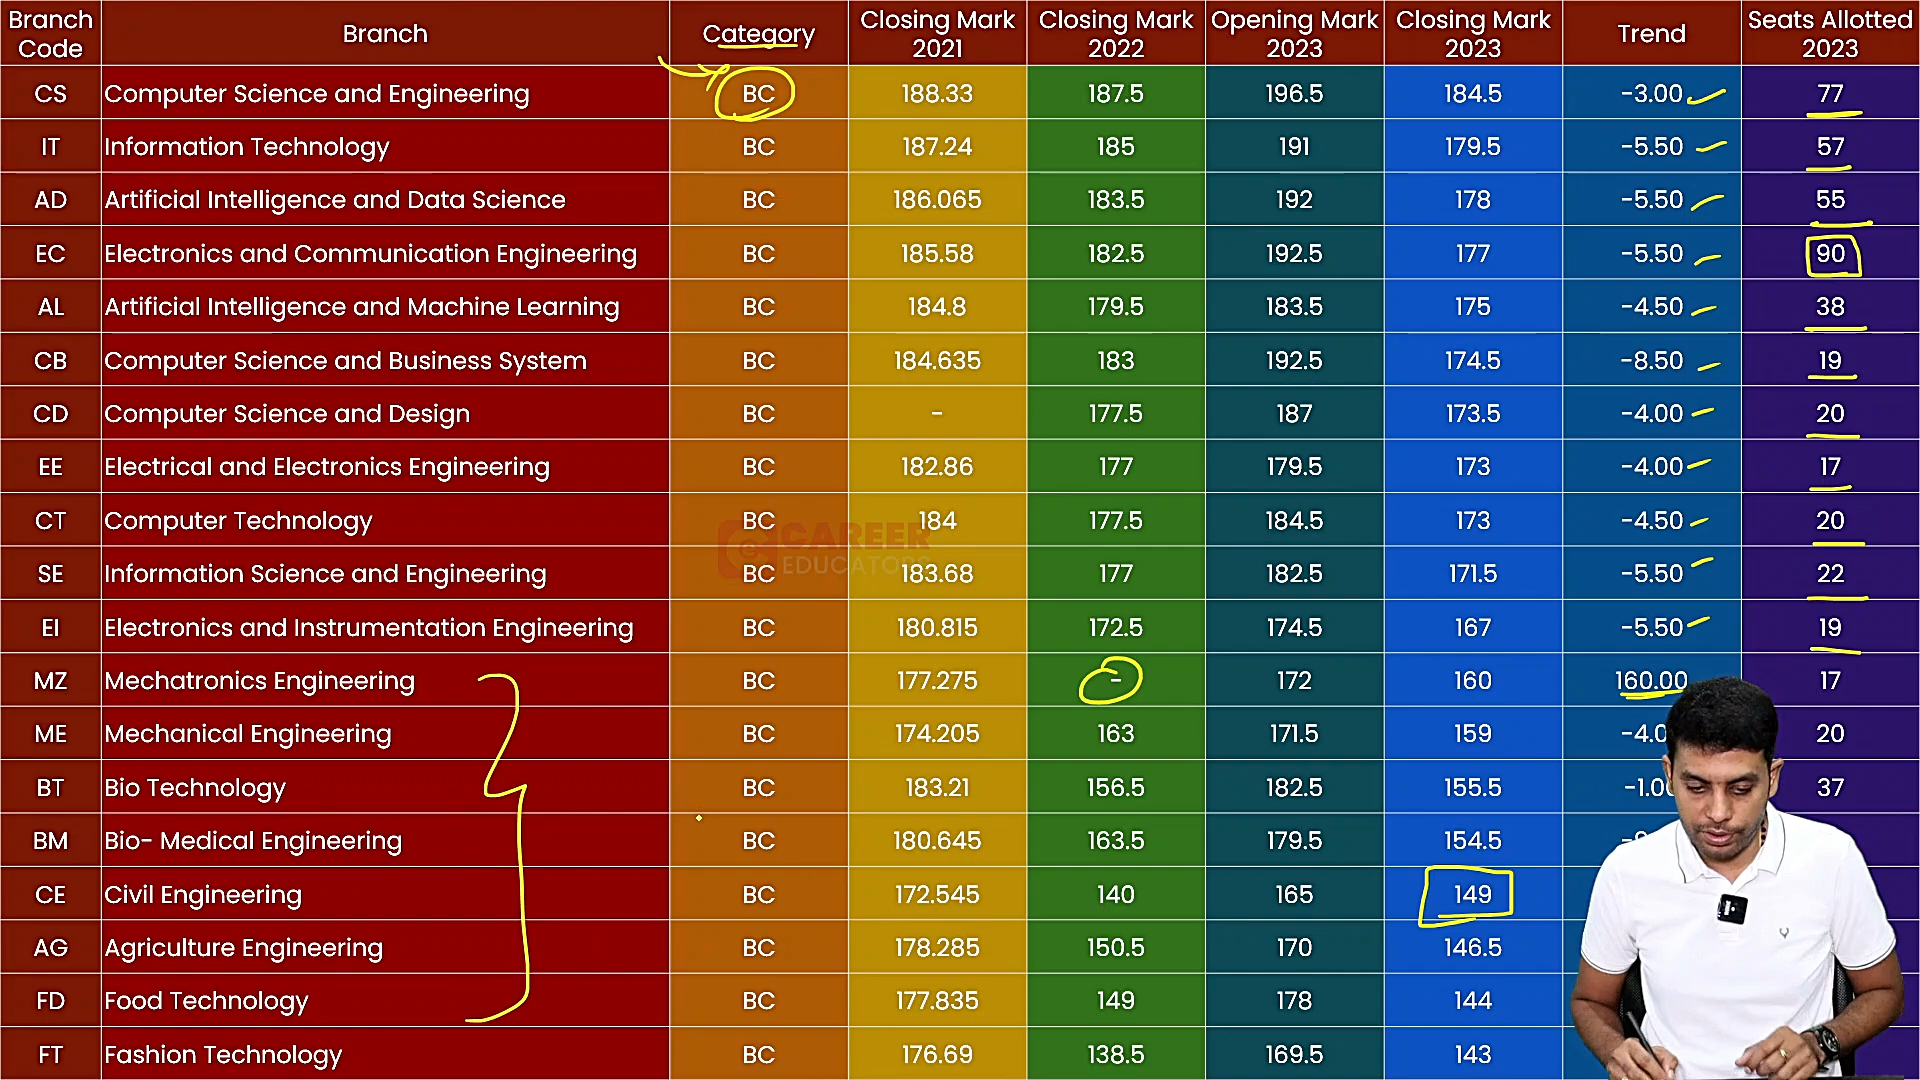 Branch Code | Branch | Category | Closing Mark 2021 | Closing Mark 2022 | Opening Mark 2023 | Closing Mark 2023 | Trend | Seats Allotted 2023
CS | Computer Science and Engineering | BC | 188.33 | 187.5 | 196.5 | 184.5 | -3.00 | 77
IT | Information Technology | BC | 187.24 | 185 | 191 | 179.5 | -5.50 | 57
AD | Artificial Intelligence and Data Science | BC | 186.065 | 183.5 | 192 | 178 | -5.50 | 55
EC | Electronics and Communication Engineering | BC | 185.58 | 182.5 | 192.5 | 177 | -5.50 | 90
AL | Artificial Intelligence and Machine Learning | BC | 184.8 | 179.5 | 183.5 | 175 | -4.50 | 38
CB | Computer Science and Business System | BC | 184.635 | 183 | 192.5 | 174.5 | -8.50 | 19
CD | Computer Science and Design | BC | - | 177.5 | 187 | 173.5 | -4.00 | 20
EE | Electrical and Electronics Engineering | BC | 182.86 | 177 | 179.5 | 173 | -4.00 | 17
CT | Computer Technology | BC | 184 | 177.5 | 184.5 | 173 | -4.50 | 20
CAREER
EDUCATORS
SE | Information Science and Engineering | BC | 183.68 | 177 | 182.5 | 171.5 | -5.50 | 22
EI | Electronics and Instrumentation Engineering | BC | 180.815 | 172.5 | 174.5 | 167 | -5.50 | 19
MZ | Mechatronics Engineering | BC | 177.275 | - | 172 | 160 | 160.00 | 17
ME | Mechanical Engineering | BC | 174.205 | 163 | 171.5 | 159 | -4.0 | 20
BT | Bio Technology | BC | 183.21 | 156.5 | 182.5 | 155.5 | -1.00 | 37
BM | Bio- Medical Engineering | BC | 180.645 | 163.5 | 179.5 | 154.5
CE | Civil Engineering | BC | 172.545 | 140 | 165 | 149
AG | Agriculture Engineering | BC | 178.285 | 150.5 | 170 | 146.5
FD | Food Technology | BC | 177.835 | 149 | 178 | 144
FT | Fashion Technology | BC | 176.69 | 138.5 | 169.5 | 143